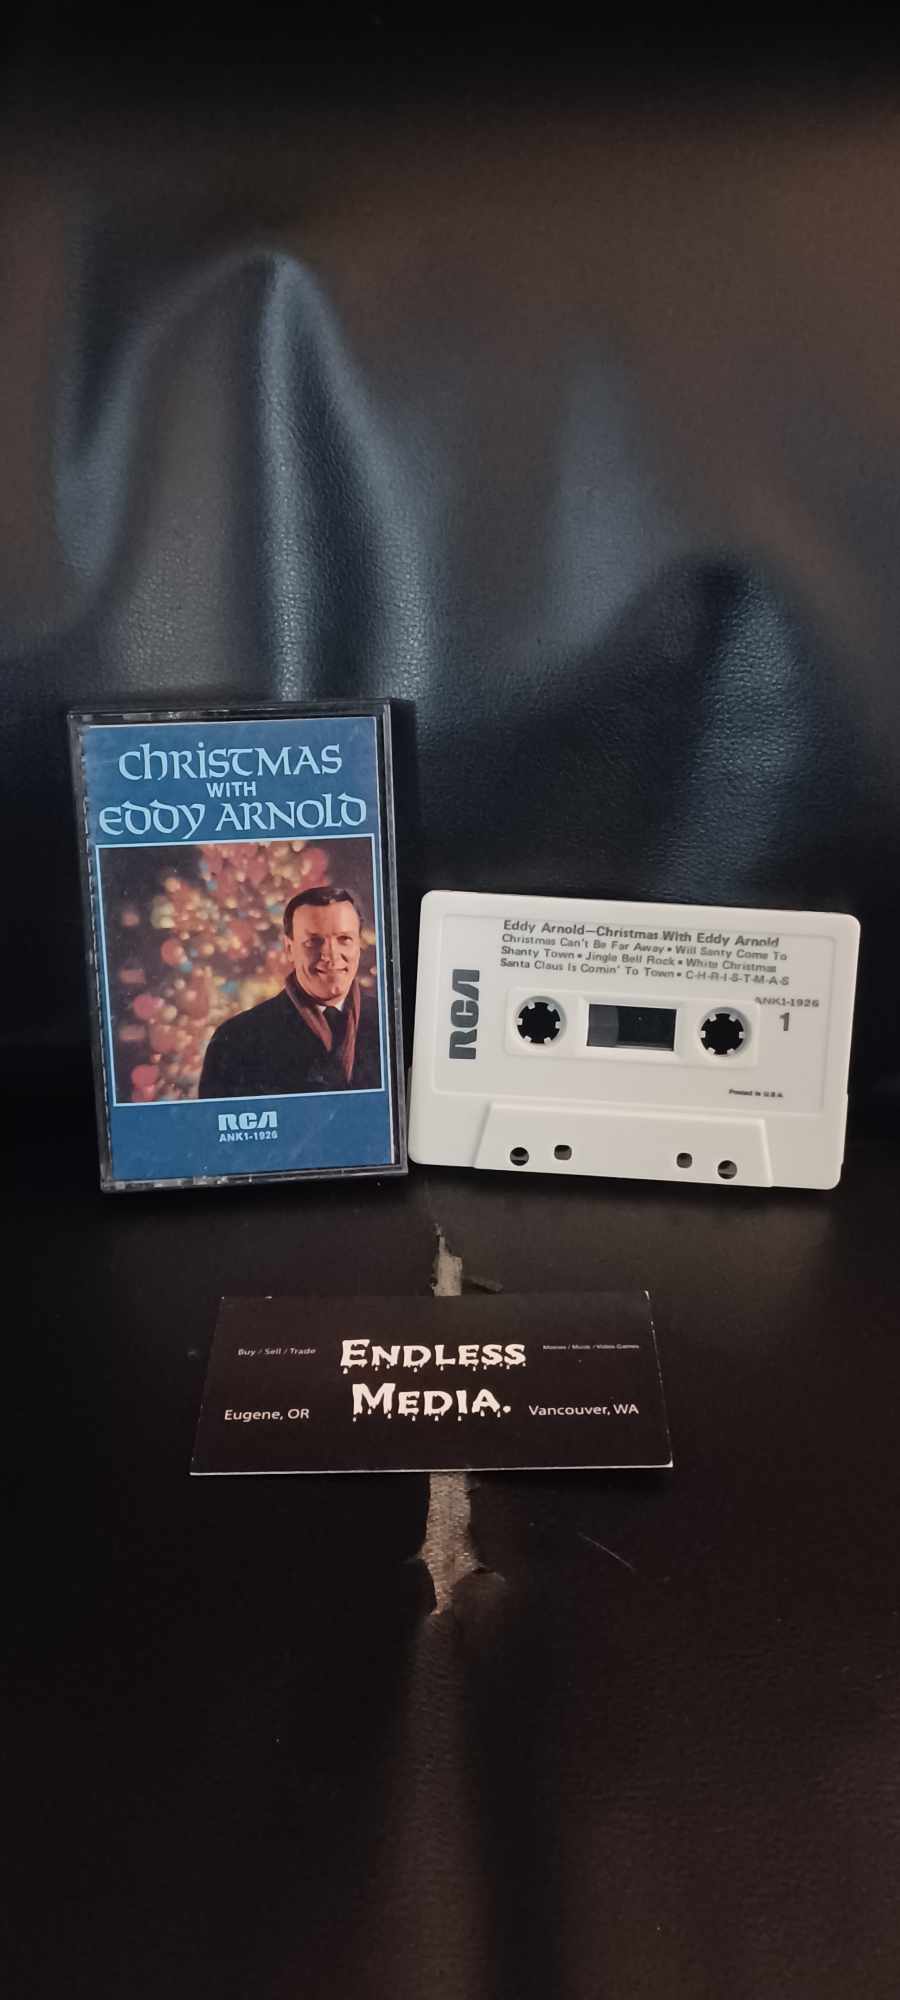 Christmas
with
Eddy Arnold
RCA
ANK1-1926
Eddy Arnold—Christmas With Eddy Arnold
Christmas Can't Be Far Away • Will Santy Come To
Shanty Town • Jingle Bell Rock • White Christmas
Santa Claus Is Comin' To Town • C-H-R-I-S-T-M-A-S
RCA
ANK1-1926
1
Printed in U.S.A.
Buy / Sell / Trade
Endless
Movies / Music / Video Games
Eugene, OR
Media.
Vancouver, WA